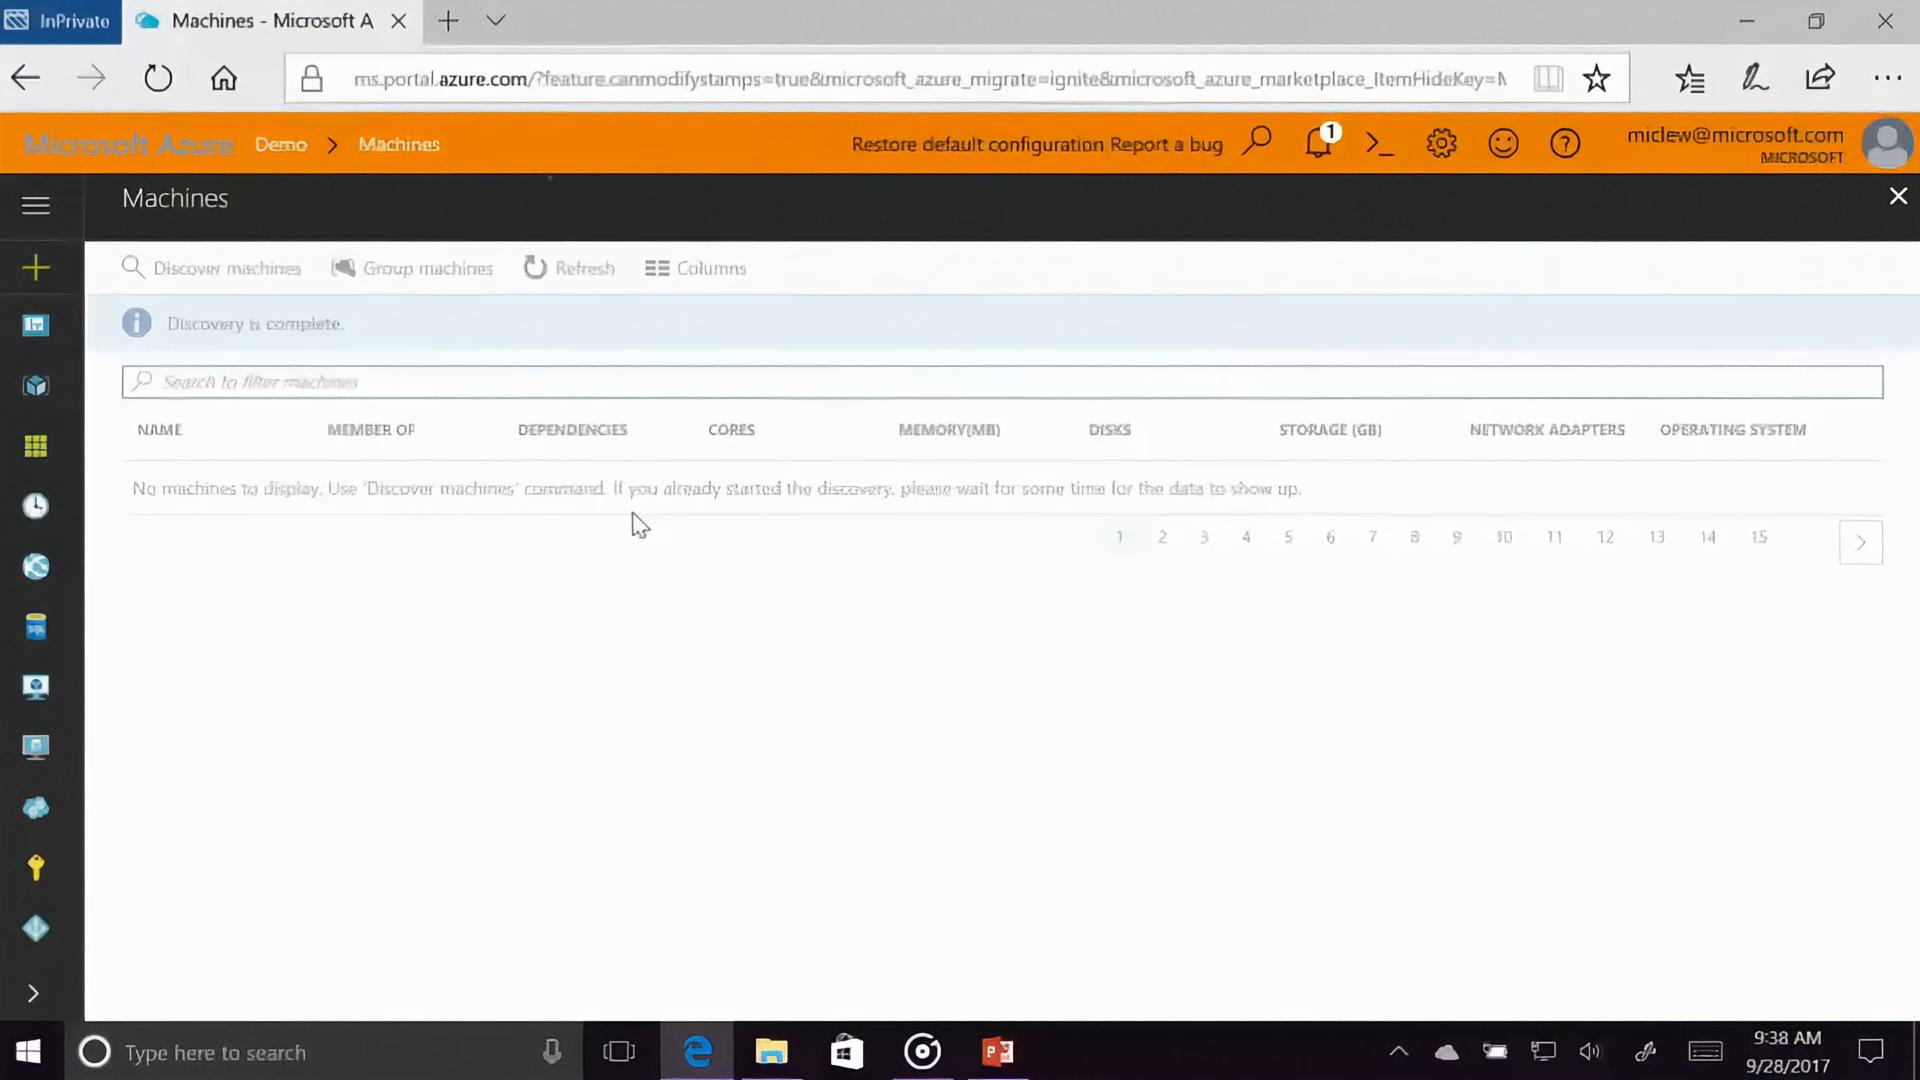 InPrivate
Machines - Microsoft A
ms.portal.azure.com/?feature.canmodifystamps=true&microsoft_azure_migrate=ignite&microsoft_azure_marketplace_ItemHideKey=M
Microsoft Azure
Demo > Machines
Restore default configuration Report a bug
1
miclew@microsoft.com
MICROSOFT
Machines
Discover machines
Group machines
Refresh
Columns
Discovery is complete.
Search to filter machines
NAME MEMBER OF DEPENDENCIES CORES MEMORY(MB) DISKS STORAGE (GB) NETWORK ADAPTERS OPERATING SYSTEM
No machines to display. Use 'Discover machines' command. If you already started the discovery, please wait for some time for the data to show up.
1 2 3 4 5 6 7 8 9 10 11 12 13 14 15
Type here to search
9:38 AM
9/28/2017